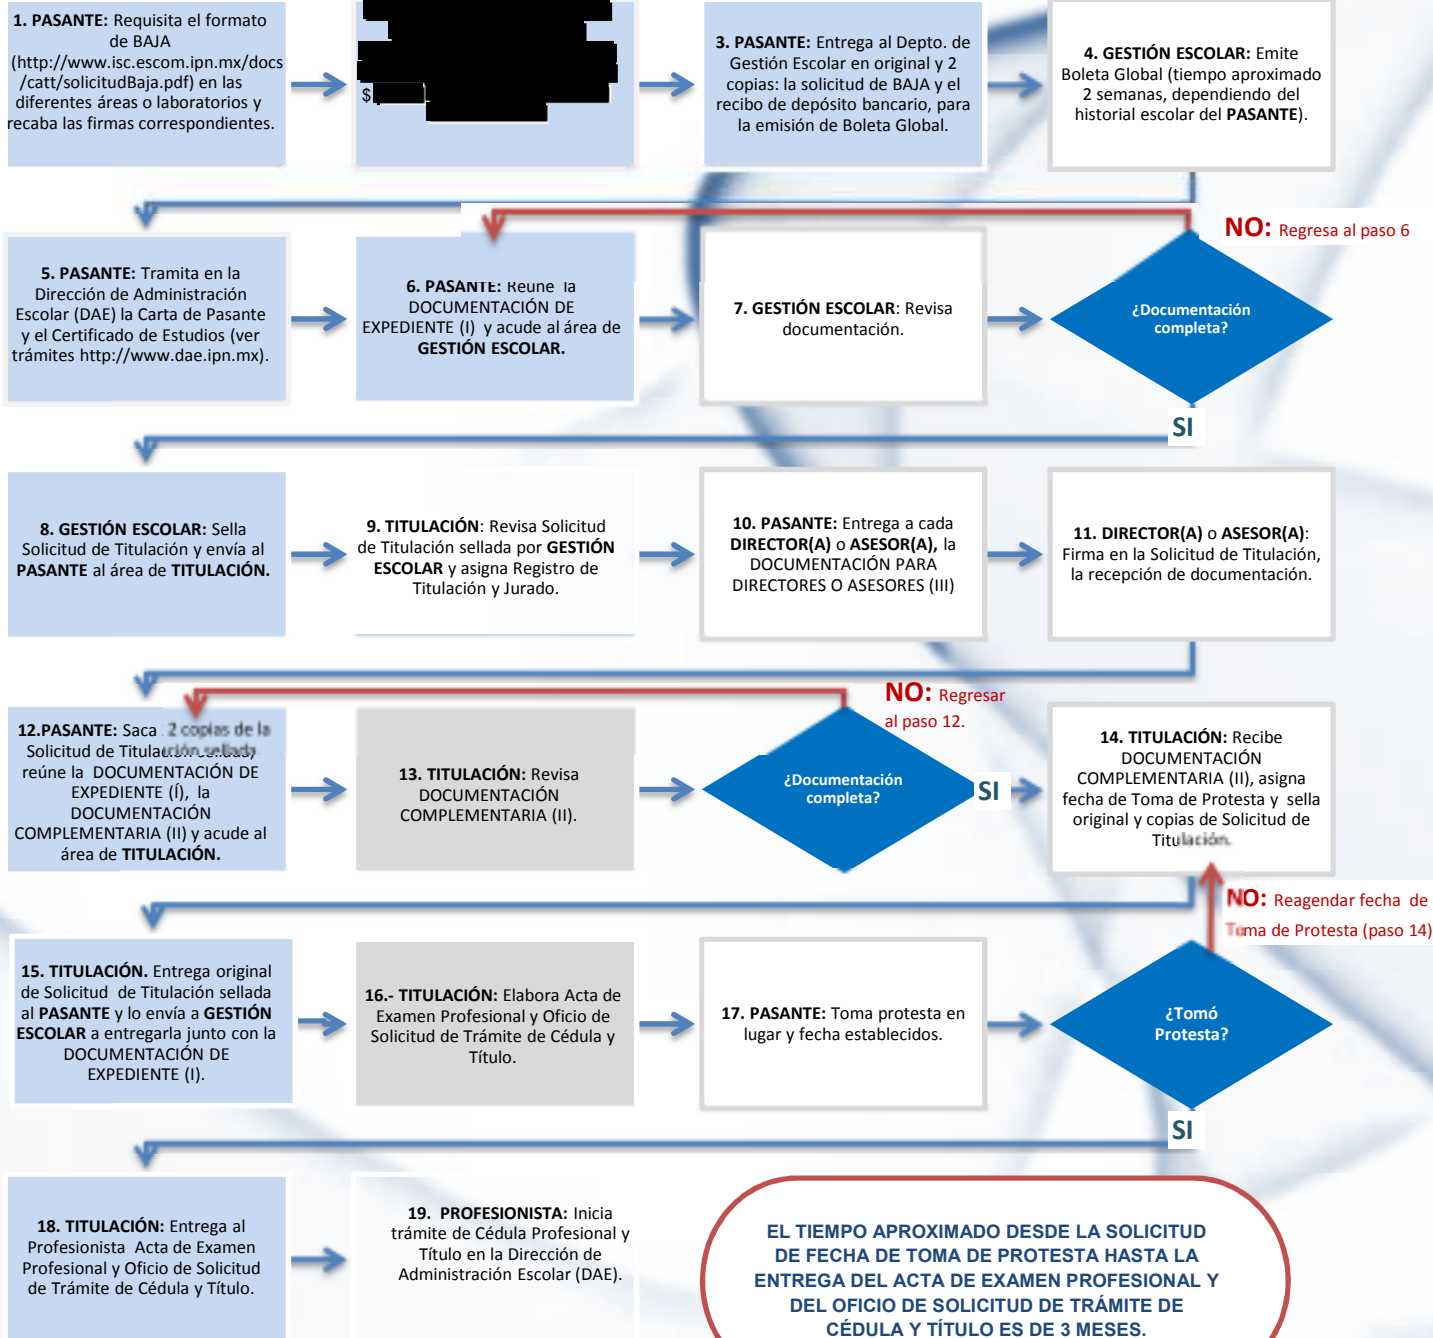 1. PASANTE: Requisita el formato
de BAJA
(http://www.isc.escom.ipn.mx/docs
/catt/solicitudBaja.pdf) en las
diferentes áreas o laboratorios y
recaba las firmas correspondientes.
$
3. PASANTE: Entrega al Depto. de
Gestión Escolar en original y 2
copias: la solicitud de BAJA y el
recibo de depósito bancario, para
la emisión de Boleta Global.
4. GESTIÓN ESCOLAR: Emite
Boleta Global (tiempo aproximado
2 semanas, dependiendo del
historial escolar del PASANTE).
5. PASANTE: Tramita en la
Dirección de Administración
Escolar (DAE) la Carta de Pasante
y el Certificado de Estudios (ver
trámites http://www.dae.ipn.mx).
6. PASANTE: Reúne la
DOCUMENTACIÓN DE
EXPEDIENTE (I) y acude al área de
GESTIÓN ESCOLAR.
7. GESTIÓN ESCOLAR: Revisa
documentación.
¿Documentación
completa?
NO: Regresa al paso 6
SI
8. GESTIÓN ESCOLAR: Sella
Solicitud de Titulación y envía al
PASANTE al área de TITULACIÓN.
9. TITULACIÓN: Revisa Solicitud
de Titulación sellada por GESTIÓN
ESCOLAR y asigna Registro de
Titulación y Jurado.
10. PASANTE: Entrega a cada
DIRECTOR(A) o ASESOR(A), la
DOCUMENTACIÓN PARA
DIRECTORES O ASESORES (III)
11. DIRECTOR(A) o ASESOR(A):
Firma en la Solicitud de Titulación,
la recepción de documentación.
12.PASANTE: Saca 2 copias de la
Solicitud de Titulación sellada,
reúne la DOCUMENTACIÓN DE
EXPEDIENTE (Í), la
DOCUMENTACIÓN
COMPLEMENTARIA (II) y acude al
área de TITULACIÓN.
13. TITULACIÓN: Revisa
DOCUMENTACIÓN
COMPLEMENTARIA (II).
¿Documentación
completa?
NO: Regresar
al paso 12.
SI
14. TITULACIÓN: Recibe
DOCUMENTACIÓN
COMPLEMENTARIA (II), asigna
fecha de Toma de Protesta y sella
original y copias de Solicitud de
Titulación.
15. TITULACIÓN. Entrega original
de Solicitud de Titulación sellada
al PASANTE y lo envía a GESTIÓN
ESCOLAR a entregarla junto con la
DOCUMENTACIÓN DE
EXPEDIENTE (I).
16.- TITULACIÓN: Elabora Acta de
Examen Profesional y Oficio de
Solicitud de Trámite de Cédula y
Título.
17. PASANTE: Toma protesta en
lugar y fecha establecidos.
¿Tomó
Protesta?
NO: Reagendar fecha de
Toma de Protesta (paso 14)
SI
18. TITULACIÓN: Entrega al
Profesionista Acta de Examen
Profesional y Oficio de Solicitud
de Trámite de Cédula y Título.
19. PROFESIONISTA: Inicia
trámite de Cédula Profesional y
Título en la Dirección de
Administración Escolar (DAE).
EL TIEMPO APROXIMADO DESDE LA SOLICITUD
DE FECHA DE TOMA DE PROTESTA HASTA LA
ENTREGA DEL ACTA DE EXAMEN PROFESIONAL Y
DEL OFICIO DE SOLICITUD DE TRÁMITE DE
CÉDULA Y TÍTULO ES DE 3 MESES.